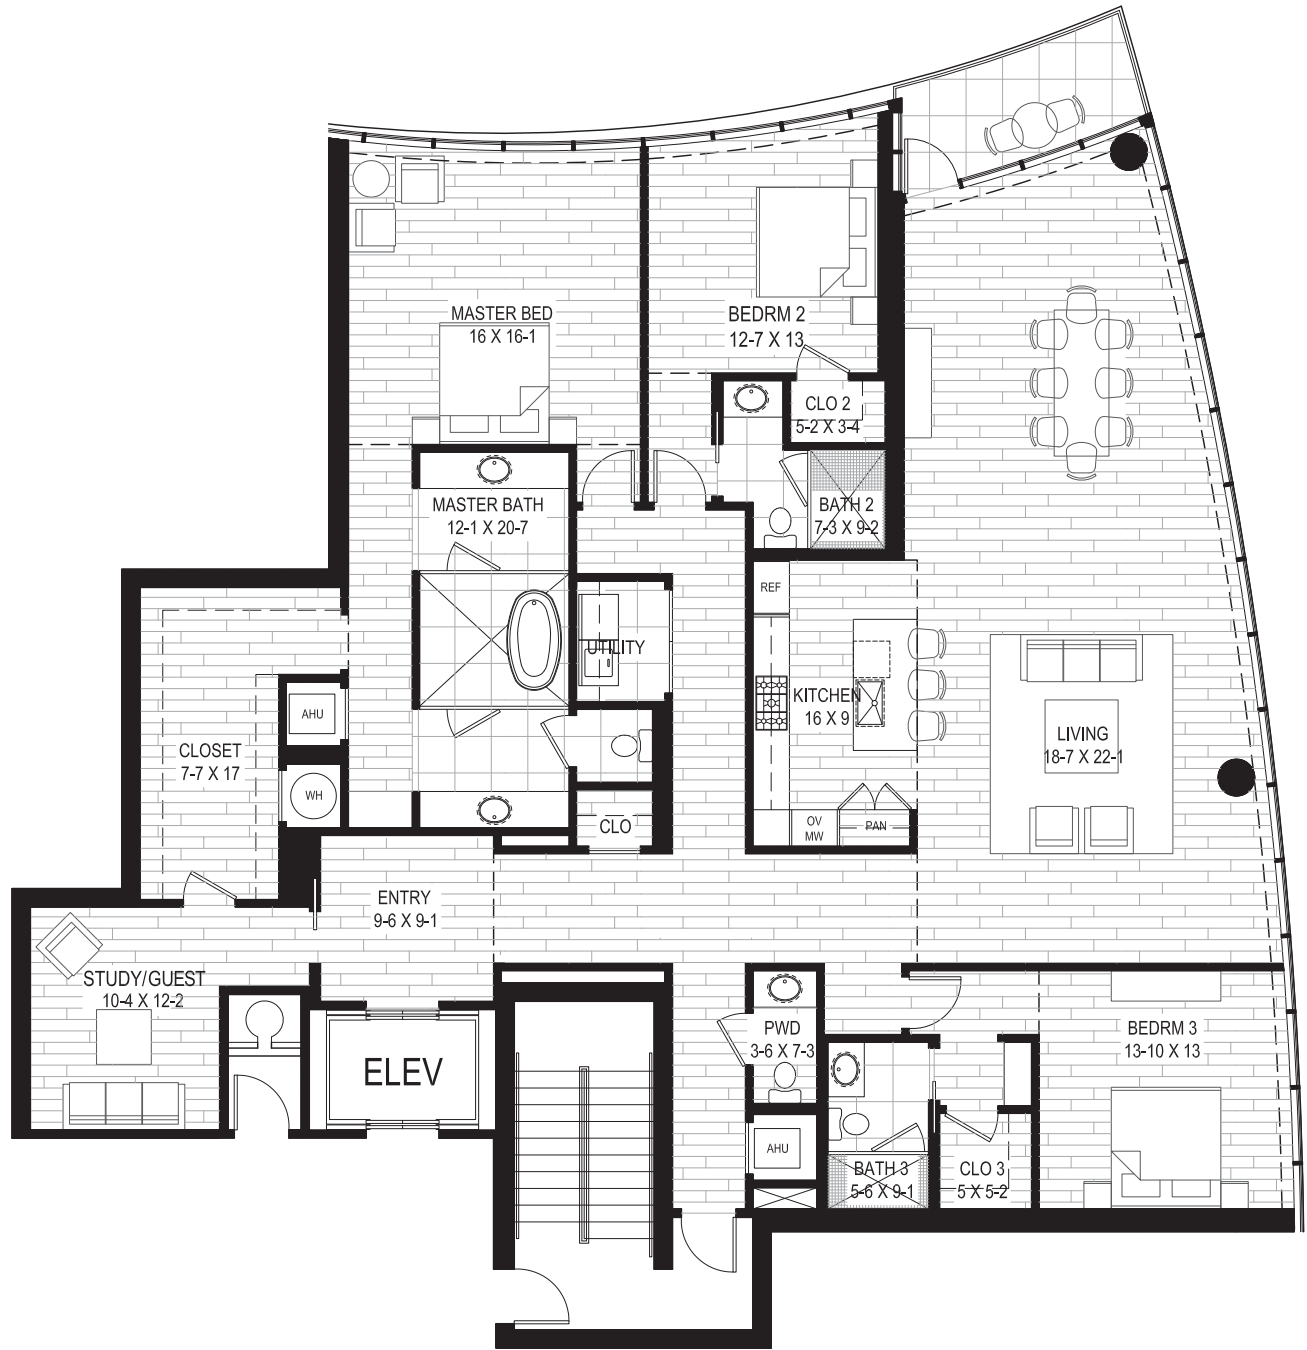 MASTER BED
16 X 16-1
BEDRM 2
12-7 X 13
CLO 2
5-2 X 3-4
MASTER BATH
12-1 X 20-7
BATH 2
7-3 X 9-2
REF
UTILITY
KITCHEN
16 X 9
AHU
LIVING
18-7 X 22-1
CLOSET
7-7 X 17
WH
OV
MW
PAN
CLO
ENTRY
9-6 X 9-1
STUDY/GUEST
10-4 X 12-2
PWD
3-6 X 7-3
BEDRM 3
13-10 X 13
ELEV
AHU
BATH 3
5-6 X 9-1
CLO 3
5 X 5-2